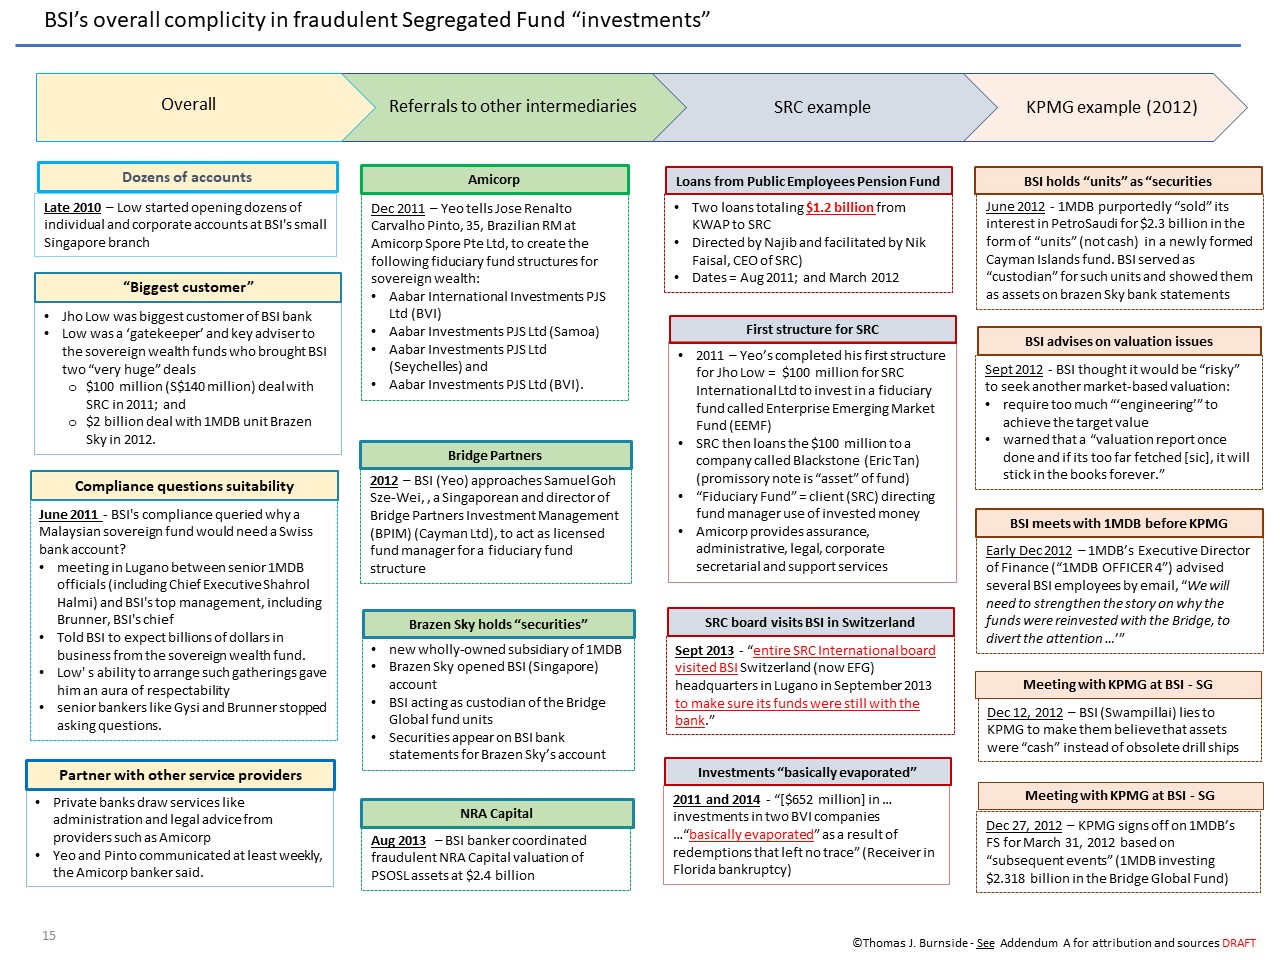 BSI's overall complicity in fraudulent Segregated Fund “investments”
Overall
Referrals to other intermediaries
SRC example
KPMG example (2012)
Dozens of accounts
Late 2010 – Low started opening dozens of
individual and corporate accounts at BSI's small
Singapore branch
“Biggest customer”
• Jho Low was biggest customer of BSI bank
• Low was a ‘gatekeeper’ and key adviser to
the sovereign wealth funds who brought BSI
two “very huge” deals
o $100 million (S$140 million) deal with
SRC in 2011; and
o $2 billion deal with 1MDB unit Brazen
Sky in 2012.
Compliance questions suitability
June 2011 - BSI's compliance queried why a
Malaysian sovereign fund would need a Swiss
bank account?
• meeting in Lugano between senior 1MDB
officials (including Chief Executive Shahrol
Halmi) and BSI's top management, including
Brunner, BSI's chief
• Told BSI to expect billions of dollars in
business from the sovereign wealth fund.
• Low' s ability to arrange such gatherings gave
him an aura of respectability
• senior bankers like Gysi and Brunner stopped
asking questions.
Partner with other service providers
• Private banks draw services like
administration and legal advice from
providers such as Amicorp
• Yeo and Pinto communicated at least weekly,
the Amicorp banker said.
Amicorp
Dec 2011 – Yeo tells Jose Renalto
Carvalho Pinto, 35, Brazilian RM at
Amicorp Spore Pte Ltd, to create the
following fiduciary fund structures for
sovereign wealth:
• Aabar International Investments PJS
Ltd (BVI)
• Aabar Investments PJS Ltd (Samoa)
• Aabar Investments PJS Ltd
(Seychelles) and
• Aabar Investments PJS Ltd (BVI).
Bridge Partners
2012 – BSI (Yeo) approaches Samuel Goh
Sze-Wei, , a Singaporean and director of
Bridge Partners Investment Management
(BPIM) (Cayman Ltd), to act as licensed
fund manager for a fiduciary fund
structure
Brazen Sky holds “securities”
• new wholly-owned subsidiary of 1MDB
• Brazen Sky opened BSI (Singapore)
account
• BSI acting as custodian of the Bridge
Global fund units
• Securities appear on BSI bank
statements for Brazen Sky's account
NRA Capital
Aug 2013 – BSI banker coordinated
fraudulent NRA Capital valuation of
PSOSL assets at $2.4 billion
Loans from Public Employees Pension Fund
• Two loans totaling $1.2 billion from
KWAP to SRC
• Directed by Najib and facilitated by Nik
Faisal, CEO of SRC)
• Dates = Aug 2011; and March 2012
First structure for SRC
• 2011 – Yeo's completed his first structure
for Jho Low = $100 million for SRC
International Ltd to invest in a fiduciary
fund called Enterprise Emerging Market
Fund (EEMF)
• SRC then loans the $100 million to a
company called Blackstone (Eric Tan)
(promissory note is “asset” of fund)
• “Fiduciary Fund” = client (SRC) directing
fund manager use of invested money
• Amicorp provides assurance,
administrative, legal, corporate
secretarial and support services
SRC board visits BSI in Switzerland
Sept 2013 - “entire SRC International board
visited BSI Switzerland (now EFG)
headquarters in Lugano in September 2013
to make sure its funds were still with the
bank.”
Investments “basically evaporated”
2011 and 2014 - “[$652 million] in …
investments in two BVI companies
…“basically evaporated” as a result of
redemptions that left no trace” (Receiver in
Florida bankruptcy)
BSI holds “units” as “securities
June 2012 - 1MDB purportedly “sold” its
interest in PetroSaudi for $2.3 billion in the
form of “units” (not cash) in a newly formed
Cayman Islands fund. BSI served as
“custodian” for such units and showed them
as assets on brazen Sky bank statements
BSI advises on valuation issues
Sept 2012 - BSI thought it would be “risky”
to seek another market-based valuation:
• require too much “‘engineering’” to
achieve the target value
• warned that a “valuation report once
done and if its too far fetched [sic], it will
stick in the books forever.”
BSI meets with 1MDB before KPMG
Early Dec 2012 – 1MDB's Executive Director
of Finance (“1MDB OFFICER 4”) advised
several BSI employees by email, “We will
need to strengthen the story on why the
funds were reinvested with the Bridge, to
divert the attention …’”
Meeting with KPMG at BSI - SG
Dec 12, 2012 – BSI (Swampillai) lies to
KPMG to make them believe that assets
were “cash” instead of obsolete drill ships
Meeting with KPMG at BSI - SG
Dec 27, 2012 – KPMG signs off on 1MDB's
FS for March 31, 2012 based on
“subsequent events” (1MDB investing
$2.318 billion in the Bridge Global Fund)
15
©Thomas J. Burnside - See Addendum A for attribution and sources DRAFT